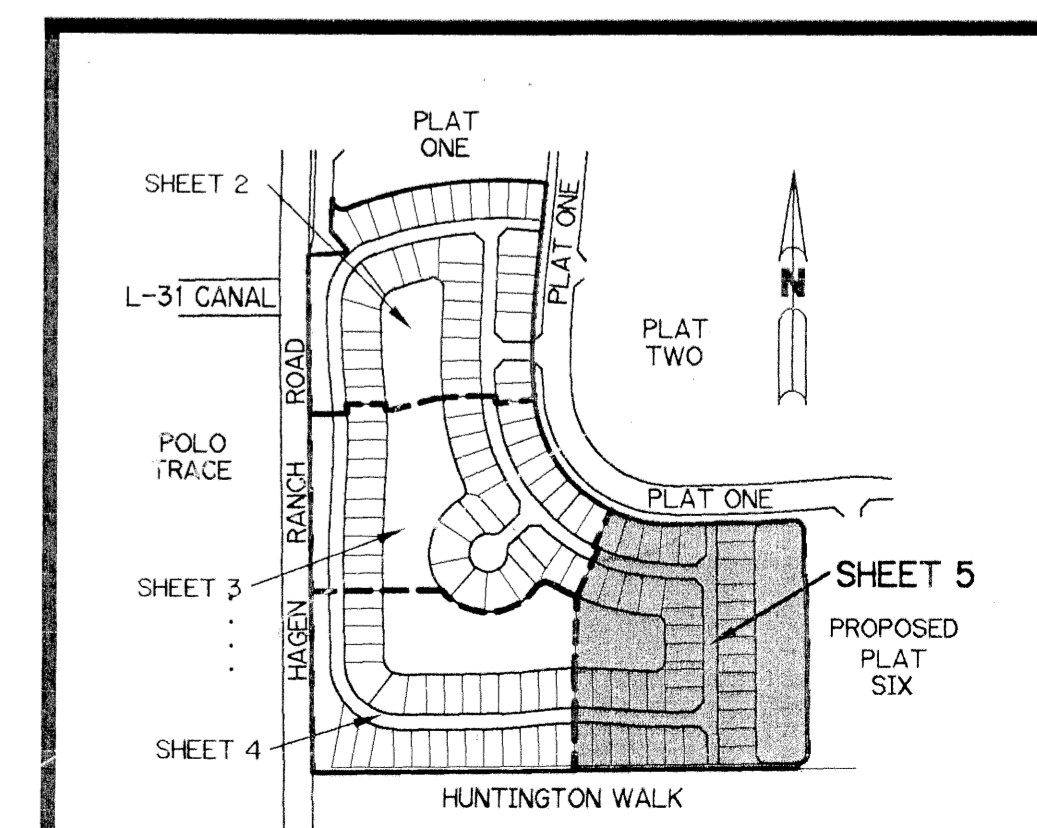 PLAT
ONE
SHEET 2
PLAT ONE
N
L-31 CANAL
PLAT
TWO
HAGEN RANCH ROAD
POLO
TRACE
PLAT ONE
SHEET 3
SHEET 5
PROPOSED
PLAT
SIX
SHEET 4
HUNTINGTON WALK